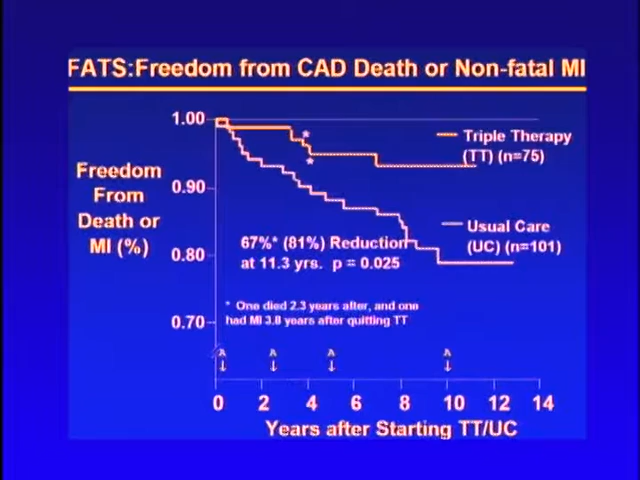 FATS:Freedom from CAD Death or Non-fatal MI
1.00
Triple Therapy
(TT) (n=75)
Freedom
From
Death or
MI (%)
0.90
Usual Care
(UC) (n=101)
67%* (81%) Reduction
at 11.3 yrs. p = 0.025
0.80
* One died 2.3 years after, and one
had MI 3.8 years after quitting TT
0.70
0 2 4 6 8 10 12 14
Years after Starting TT/UC